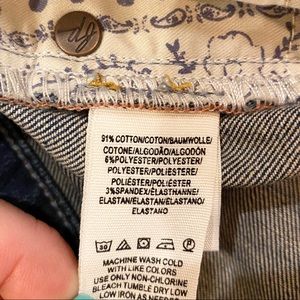 91% COTTON/COTON/BAUMWOLLE/
COTONE/ALGODÃO/ALGODÓN
6%POLYESTER/POLYESTER/
POLYESTER/POLIESTERE/
POLIÉSTER/POLIÉSTER
3%SPANDEX/ÉLASTHANNE/
ELASTAN/ELASTAN/ELASTANO/
ELASTANO
30
MACHINE WASH COLD
WITH LIKE COLORS
USE ONLY NON-CHLORINE
BLEACH TUMBLE DRY LOW
LOW IRON AS NEEDED